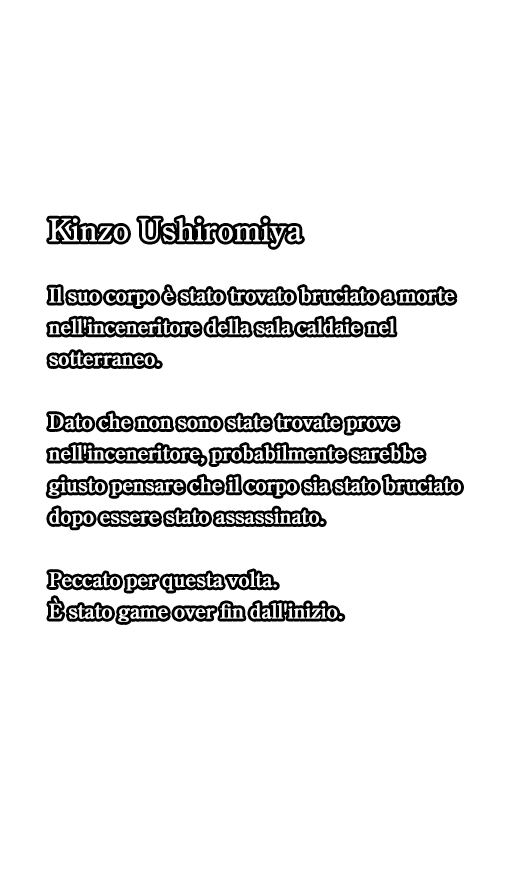 Kinzo Ushiromiya
Il suo corpo è stato trovato bruciato a morte
nell'inceneritore della sala caldaie nel
sotterraneo.
Dato che non sono state trovate prove
nell'inceneritore, probabilmente sarebbe
giusto pensare che il corpo sia stato bruciato
dopo essere stato assassinato.
Peccato per questa volta.
È stato game over fin dall'inizio.